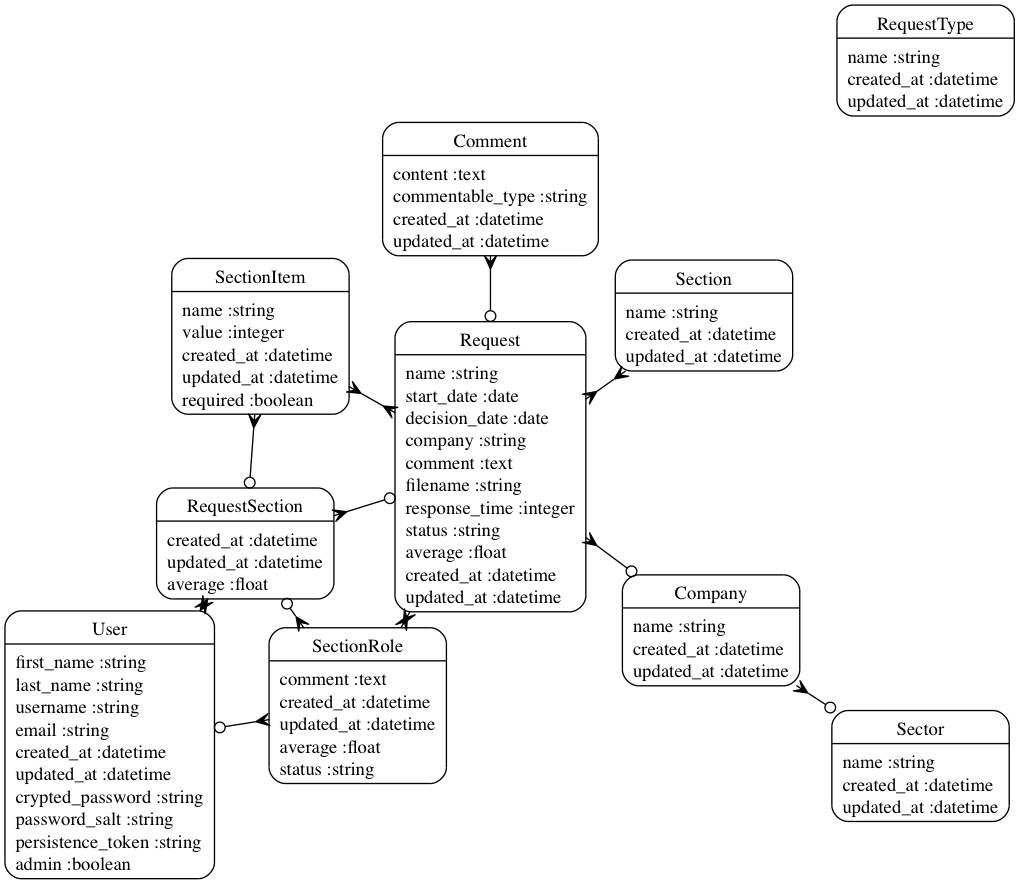 RequestType
name :string
created_at :datetime
updated_at :datetime
Comment
content :text
commentable_type :string
created_at :datetime
updated_at :datetime
SectionItem
name :string
value :integer
created_at :datetime
updated_at :datetime
required :boolean
Section
name :string
created_at :datetime
updated_at :datetime
Request
name :string
start_date :date
decision_date :date
company :string
comment :text
filename :string
response_time :integer
status :string
average :float
created_at :datetime
updated_at :datetime
RequestSection
created_at :datetime
updated_at :datetime
average :float
Company
name :string
created_at :datetime
updated_at :datetime
User
first_name :string
last_name :string
username :string
email :string
created_at :datetime
updated_at :datetime
crypted_password :string
password_salt :string
persistence_token :string
admin :boolean
SectionRole
comment :text
created_at :datetime
updated_at :datetime
average :float
status :string
Sector
name :string
created_at :datetime
updated_at :datetime